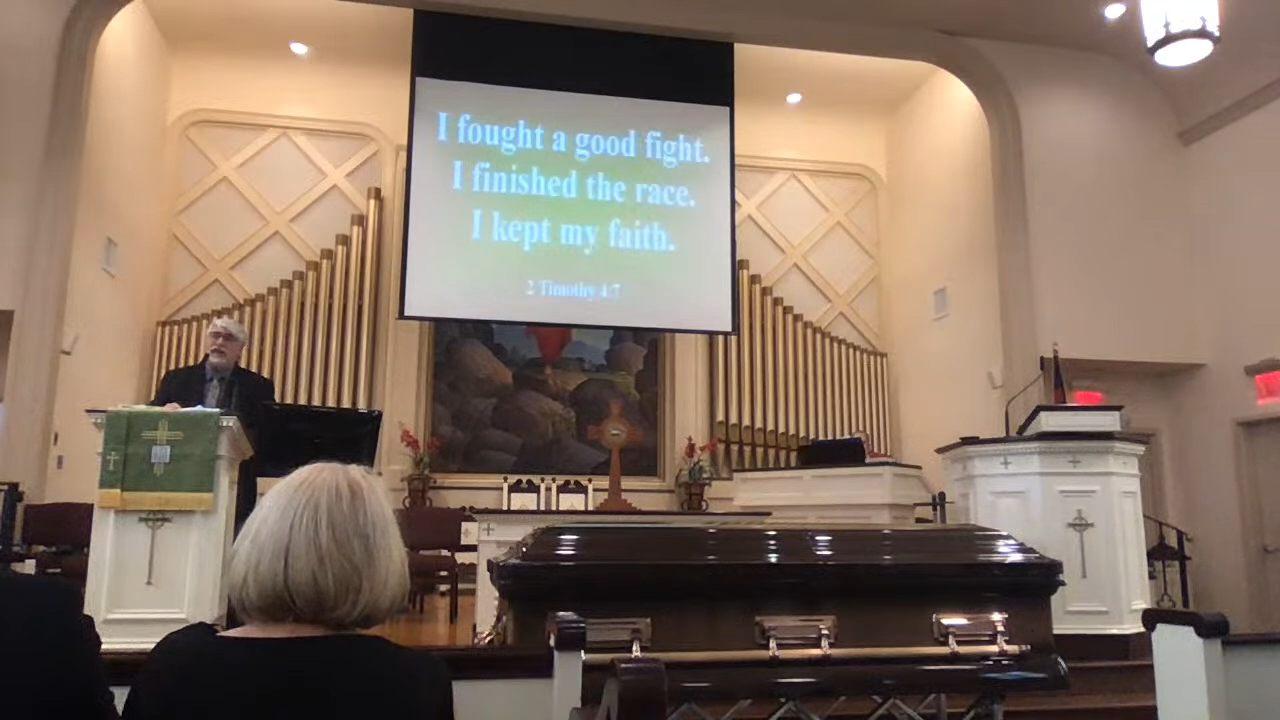 I fought a good fight.
I finished the race.
I kept my faith.
2 Timothy 4:7